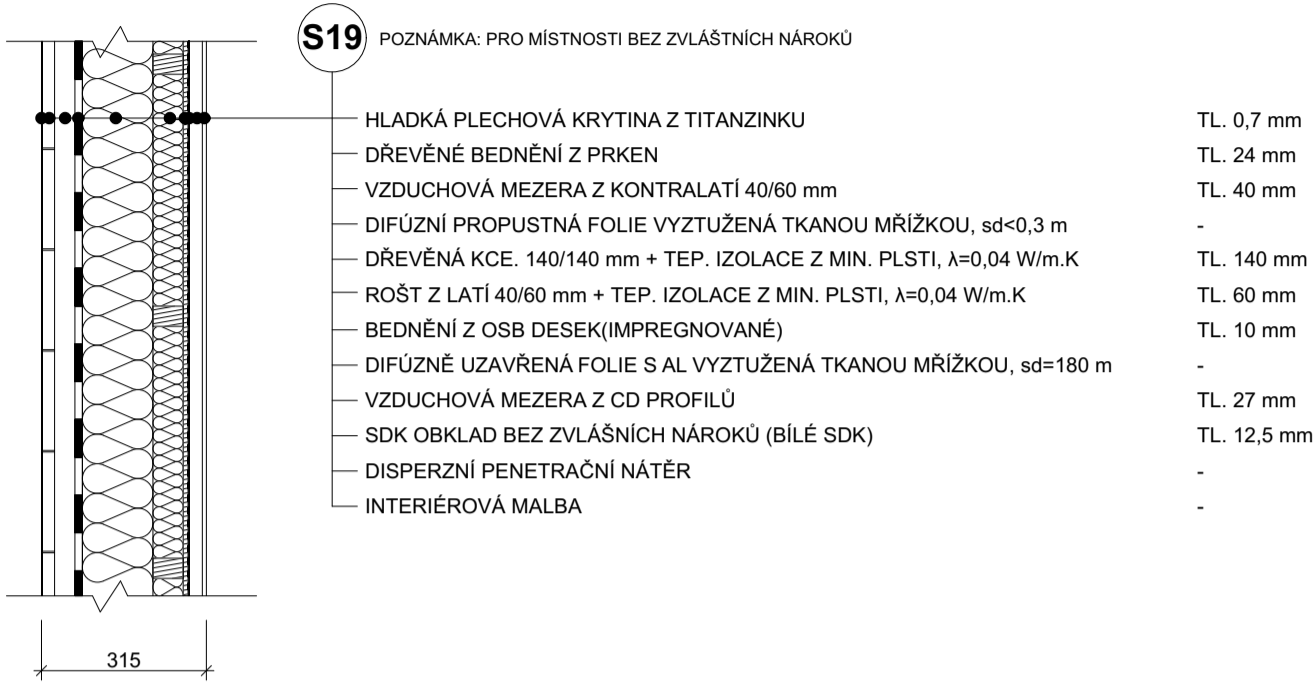 S19 POZNÁMKA: PRO MÍSTNOSTI BEZ ZVLÁŠTNÍCH NÁROKŮ
HLADKÁ PLECHOVÁ KRYTINA Z TITANZINKU TL. 0,7 mm
DŘEVĚNÉ BEDNĚNÍ Z PRKEN TL. 24 mm
VZDUCHOVÁ MEZERA Z KONTRALATÍ 40/60 mm TL. 40 mm
DIFÚZNÍ PROPUSTNÁ FOLIE VYZTUŽENÁ TKANOU MŘÍŽKOU, sd<0,3 m -
DŘEVĚNÁ KCE. 140/140 mm + TEP. IZOLACE Z MIN. PLSTI, λ=0,04 W/m.K TL. 140 mm
ROŠT Z LATÍ 40/60 mm + TEP. IZOLACE Z MIN. PLSTI, λ=0,04 W/m.K TL. 60 mm
BEDNĚNÍ Z OSB DESEK(IMPREGNOVANÉ) TL. 10 mm
DIFÚZNĚ UZAVŘENÁ FOLIE S AL VYZTUŽENÁ TKANOU MŘÍŽKOU, sd=180 m -
VZDUCHOVÁ MEZERA Z CD PROFILŮ TL. 27 mm
SDK OBKLAD BEZ ZVLÁŠNÍCH NÁROKŮ (BÍLÉ SDK) TL. 12,5 mm
DISPERZNÍ PENETRAČNÍ NÁTĚR -
INTERIÉROVÁ MALBA -
315